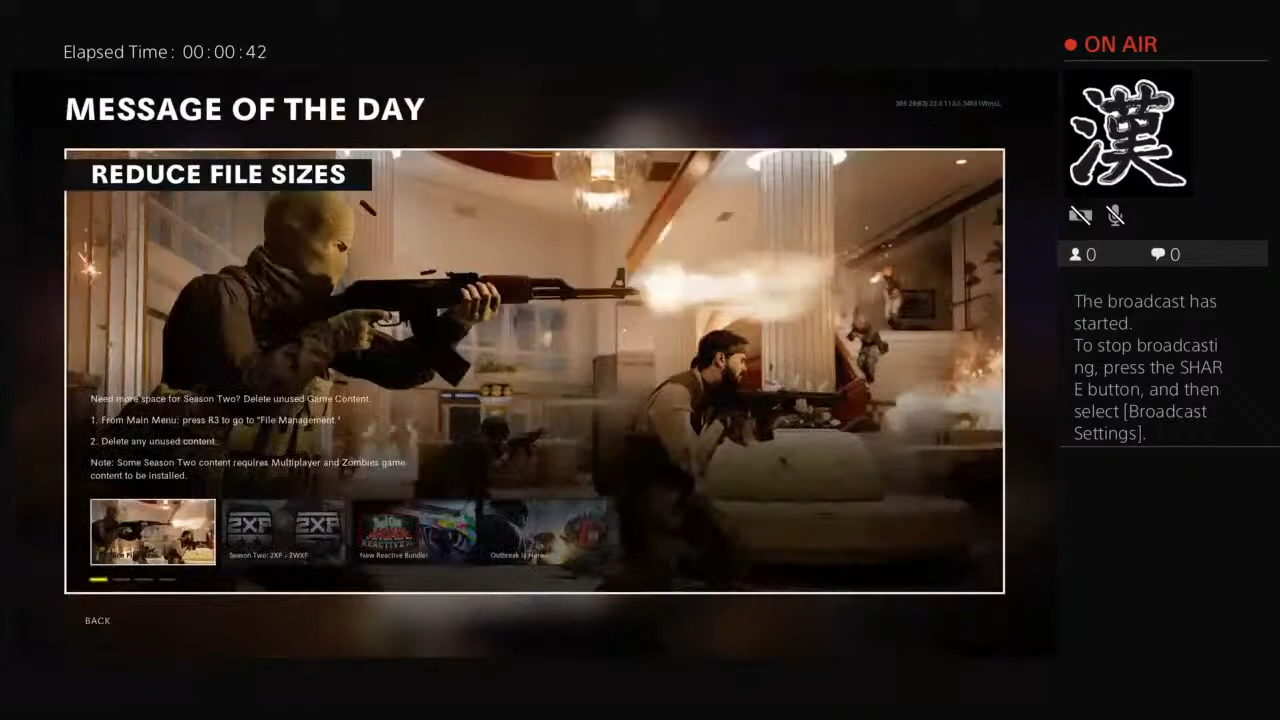 Elapsed Time: 00:00:42
ON AIR
MESSAGE OF THE DAY
漢
REDUCE FILE SIZES
0
0
The broadcast has
started.
To stop broadcasti
ng, press the SHAR
E button, and then
select [Broadcast
Settings].
Need more space for Season Two? Delete unused Game Content.
1. From Main Menu: press R3 to go to "File Management."
2. Delete any unused content.
Note: Some Season Two content requires Multiplayer and Zombies game
content to be installed.
2XP 2XP
Season Two: 2XP + 2WXP
New Reactive Bundle!
Outbreak is Here
BACK